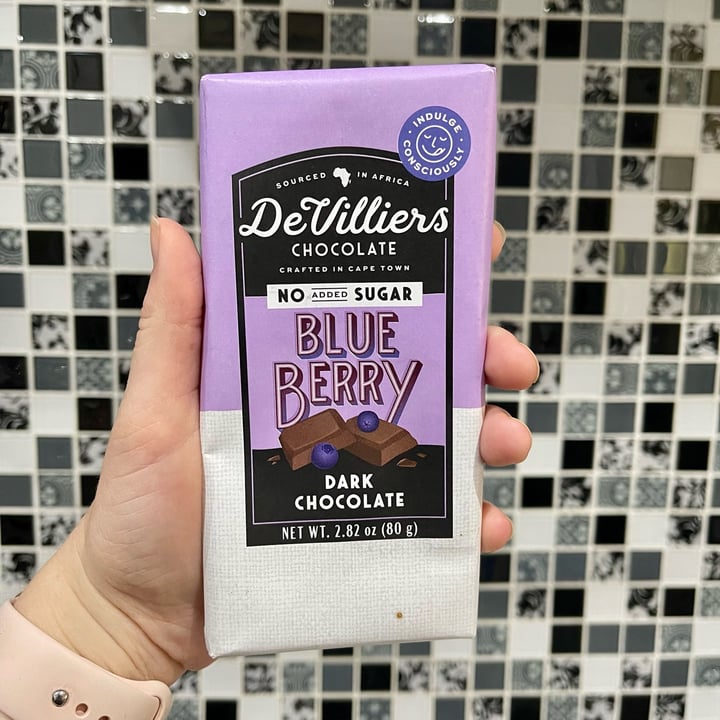 INDULGE
CONSCIOUSLY
SOURCED IN AFRICA
DeVilliers
CHOCOLATE
CRAFTED IN CAPE TOWN
NO ADDED SUGAR
BLUE
BERRY
DARK
CHOCOLATE
NET WT. 2.82 oz (80 g)